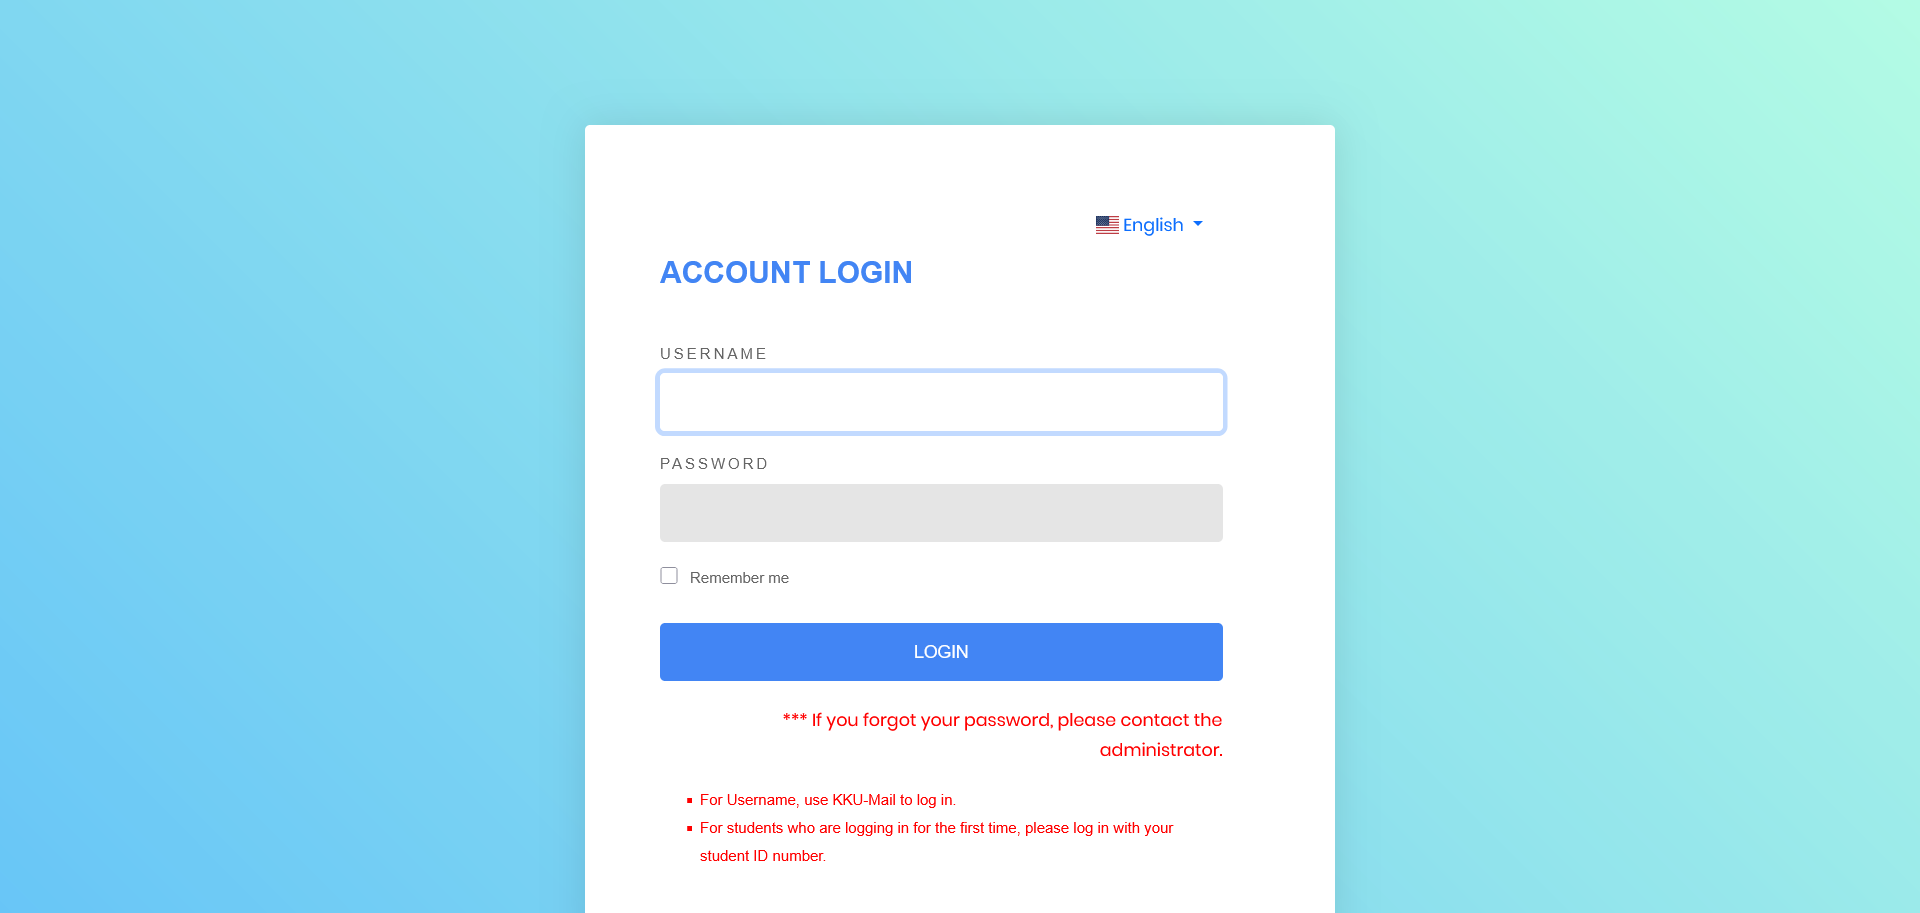 English
ACCOUNT LOGIN
USERNAME
PASSWORD
Remember me
LOGIN
*** If you forgot your password, please contact the
administrator.
For Username, use KKU-Mail to log in.
For students who are logging in for the first time, please log in with your
student ID number.